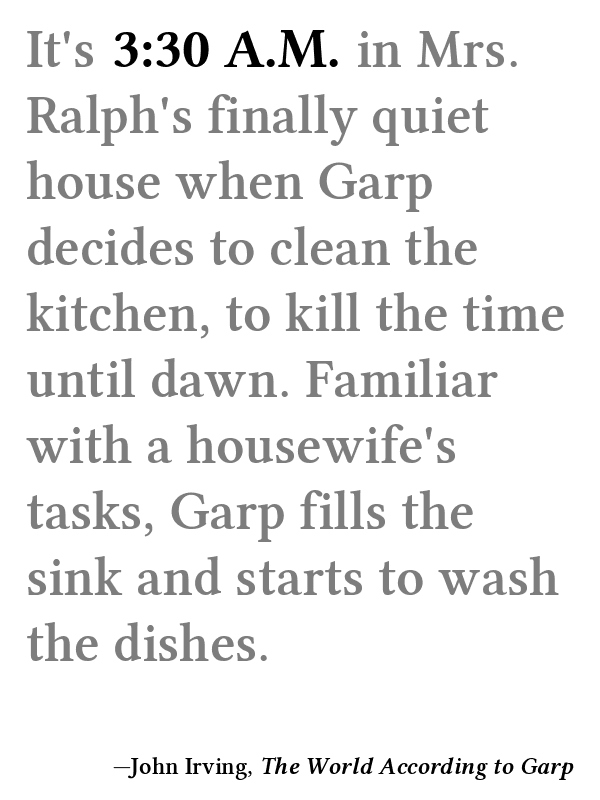 It's 3:30 A.M. in Mrs.
Ralph's finally quiet
house when Garp
decides to clean the
kitchen, to kill the time
until dawn. Familiar
with a housewife's
tasks, Garp fills the
sink and starts to wash
the dishes.
—John Irving, The World According to Garp